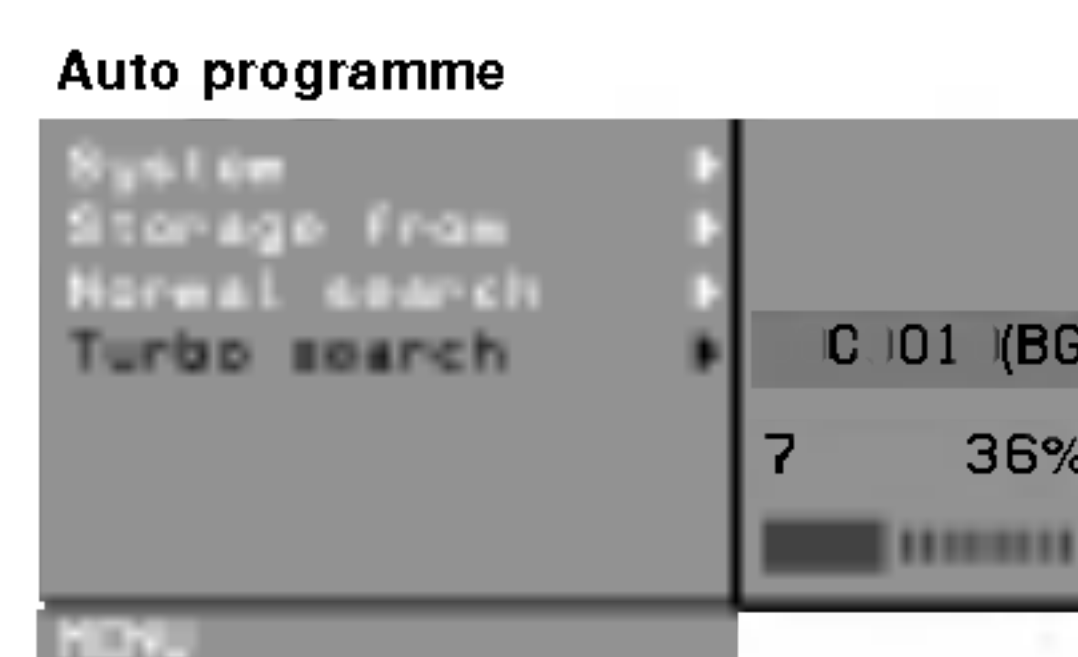 Auto programme
System
Storage from
Normal search
Turbo search
C 01 (BG
7 36%
MENU